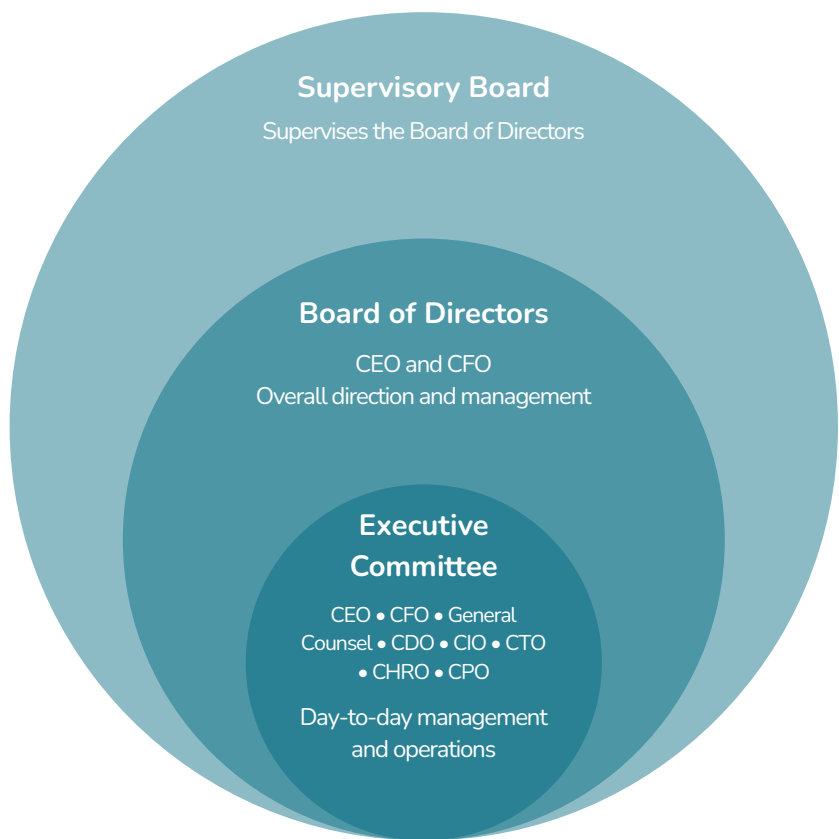 Supervisory Board
Supervises the Board of Directors
Board of Directors
CEO and CFO
Overall direction and management
Executive
Committee
CEO • CFO • General
Counsel • CDO • CIO • CTO
• CHRO • CPO
Day-to-day management
and operations